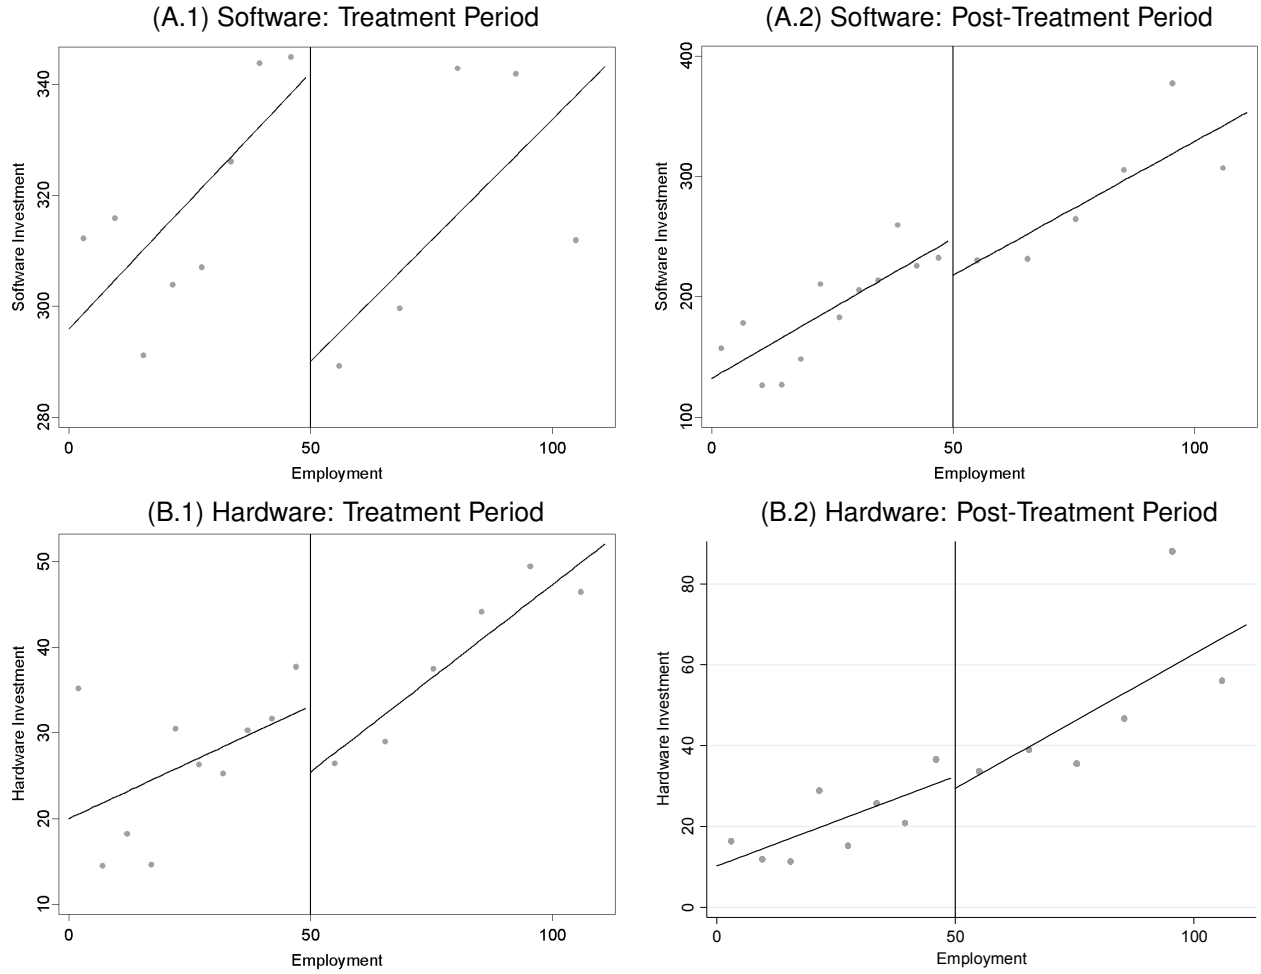 (A.1) Software: Treatment Period
340
320
300
280
Software Investment
0 50 100
Employment
(A.2) Software: Post-Treatment Period
400
300
200
100
Software Investment
0 50 100
Employment
(B.1) Hardware: Treatment Period
50
40
30
20
10
Hardware Investment
0 50 100
Employment
(B.2) Hardware: Post-Treatment Period
80
60
40
20
0
Hardware Investment
0 50 100
Employment